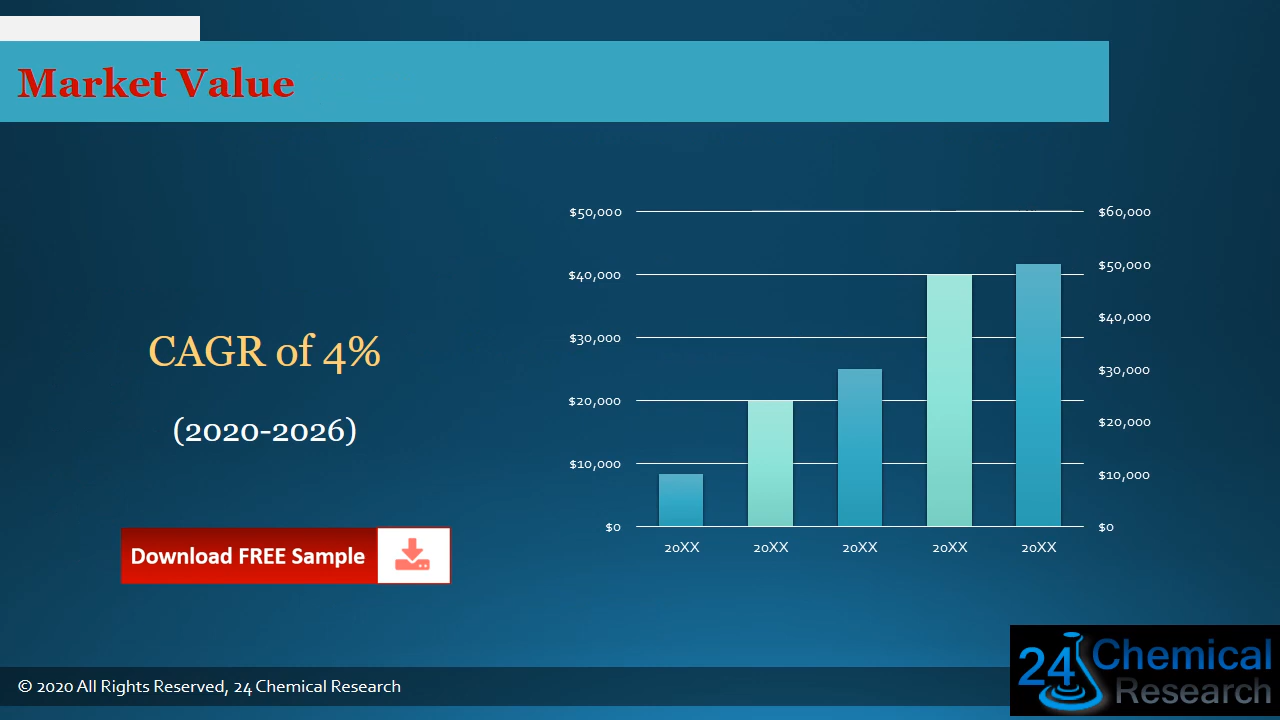 Market Value
CAGR of 4%
(2020-2026)
Download FREE Sample
$50,000
$40,000
$30,000
$20,000
$10,000
$0
$60,000
$50,000
$40,000
$30,000
$20,000
$10,000
$0
20XX 20XX 20XX 20XX 20XX
© 2020 All Rights Reserved, 24 Chemical Research
24 Chemical
Research